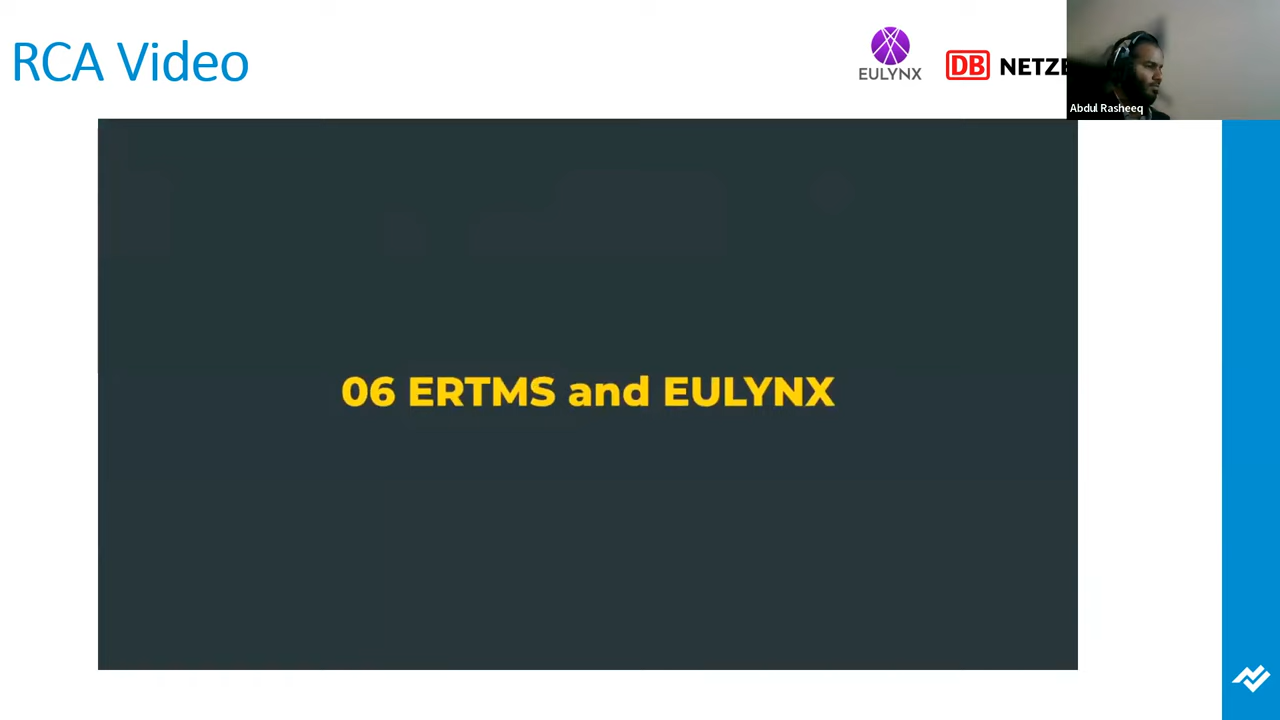 RCA Video
EULYNX
DB NETZE
Abdul Rasheeq
06 ERTMS and EULYNX